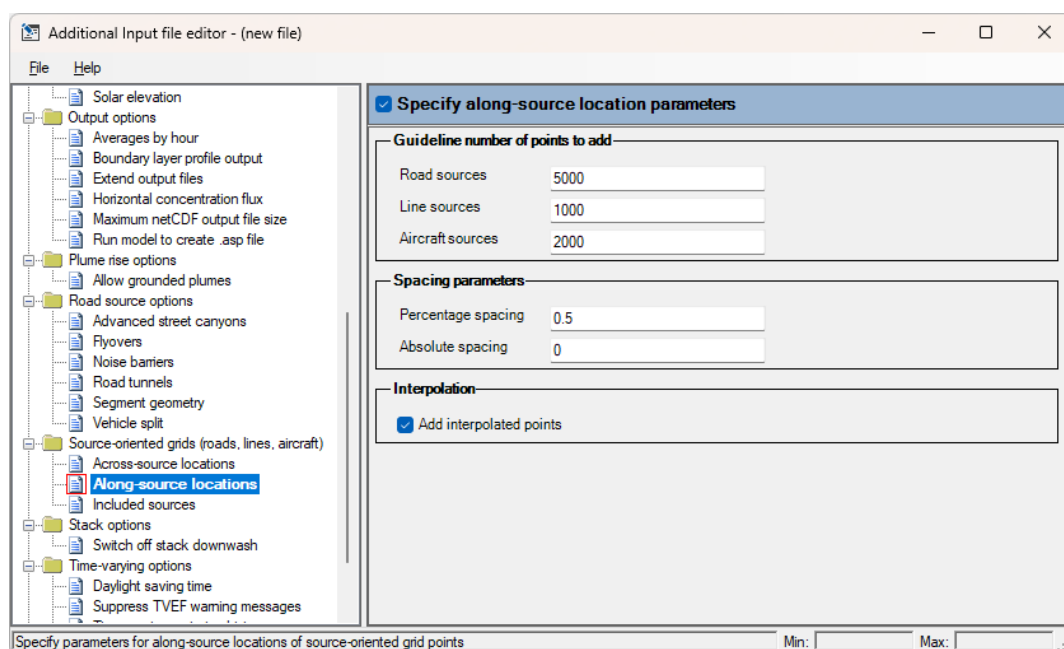 Additional Input file editor - (new file)
File Help
Solar elevation
Output options
Averages by hour
Boundary layer profile output
Extend output files
Horizontal concentration flux
Maximum netCDF output file size
Run model to create .asp file
Plume rise options
Allow grounded plumes
Road source options
Advanced street canyons
Flyovers
Noise barriers
Road tunnels
Segment geometry
Vehicle split
Source-oriented grids (roads, lines, aircraft)
Across-source locations
Along-source locations
Included sources
Stack options
Switch off stack downwash
Time-varying options
Daylight saving time
Suppress TVEF warning messages
Specify along-source location parameters
Guideline number of points to add
Road sources 5000
Line sources 1000
Aircraft sources 2000
Spacing parameters
Percentage spacing 0.5
Absolute spacing 0
Interpolation
Add interpolated points
Specify parameters for along-source locations of source-oriented grid points Min: Max: